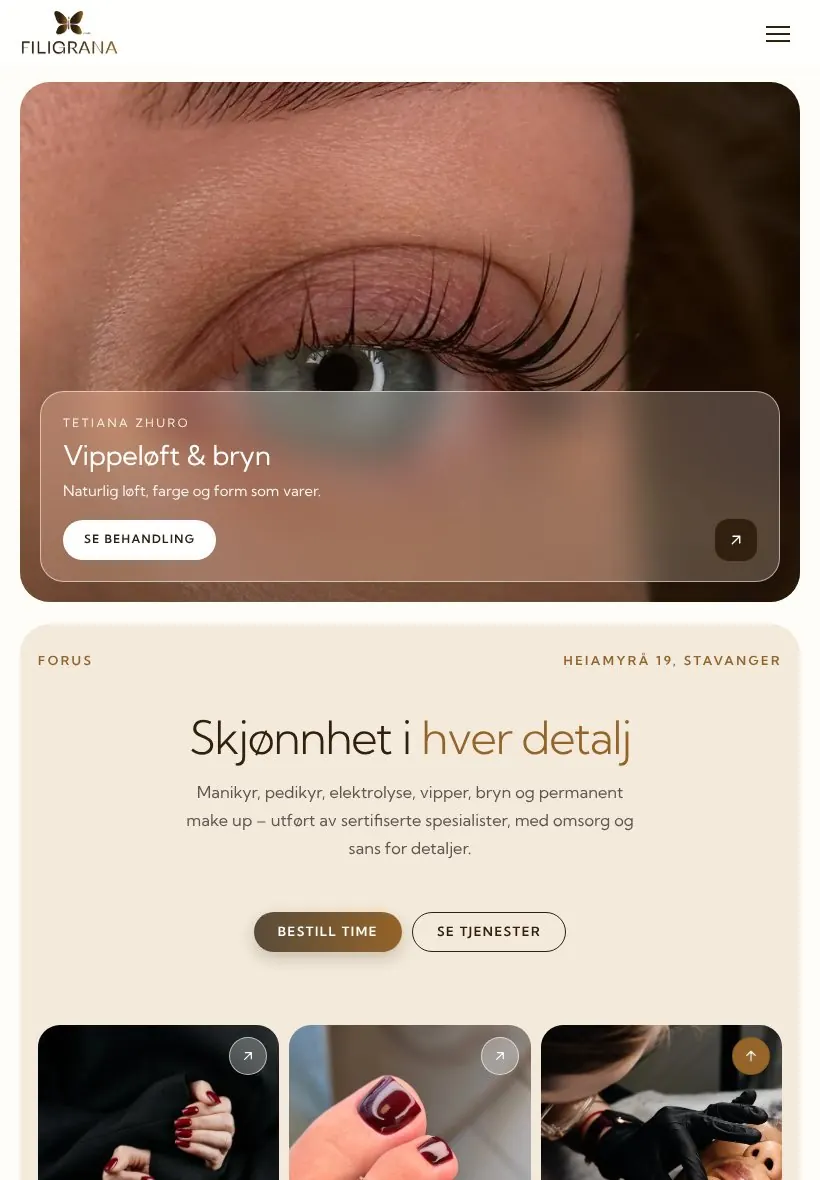 FILIGRANA
TETIANA ZHURO
Vippeløft & bryn
Naturlig løft, farge og form som varer.
SE BEHANDLING
FORUS
HEIAMYRÅ 19, STAVANGER
Skjønnhet i hver detalj
Manikyr, pedikyr, elektrolyse, vipper, bryn og permanent
make up – utført av sertifiserte spesialister, med omsorg og
sans for detaljer.
BESTILL TIME
SE TJENESTER